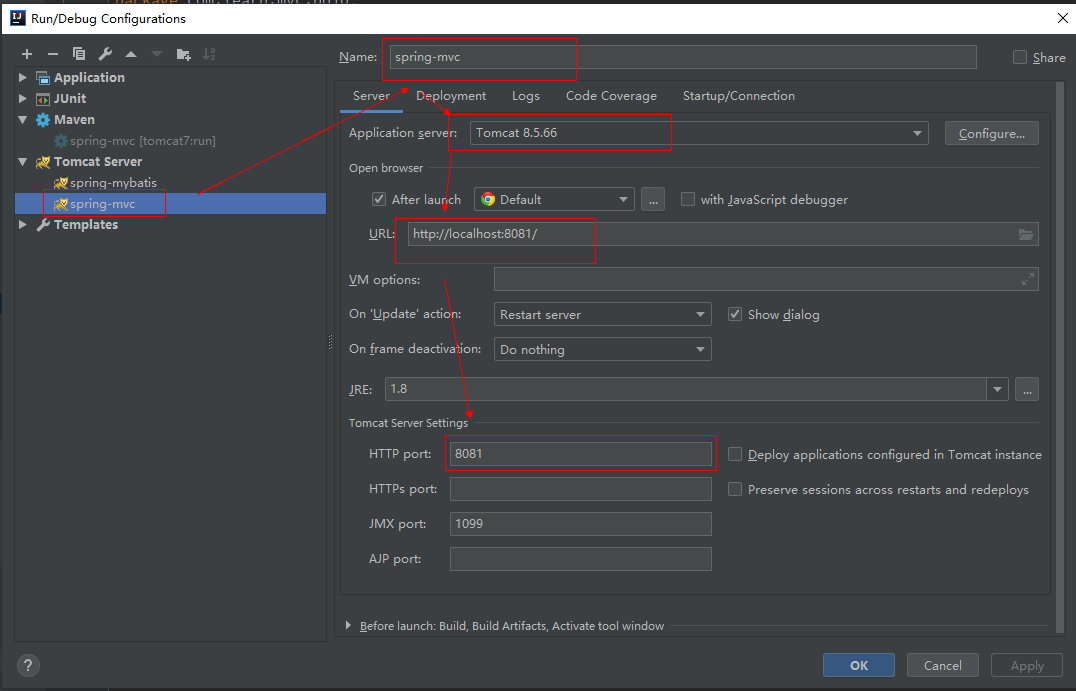 Run/Debug Configurations
Name: spring-mvc
Share
Application
JUnit
Maven
spring-mvc [tomcat7:run]
Tomcat Server
spring-mybatis
spring-mvc
Templates
Server Deployment Logs Code Coverage Startup/Connection
Application server: Tomcat 8.5.66 Configure...
Open browser
After launch Default ... with JavaScript debugger
URL: http://localhost:8081/
VM options:
On 'Update' action: Restart server Show dialog
On frame deactivation: Do nothing
JRE: 1.8 ...
Tomcat Server Settings
HTTP port: 8081 Deploy applications configured in Tomcat instance
HTTPs port: Preserve sessions across restarts and redeploys
JMX port: 1099
AJP port:
Before launch: Build, Build Artifacts, Activate tool window
? OK Cancel Apply